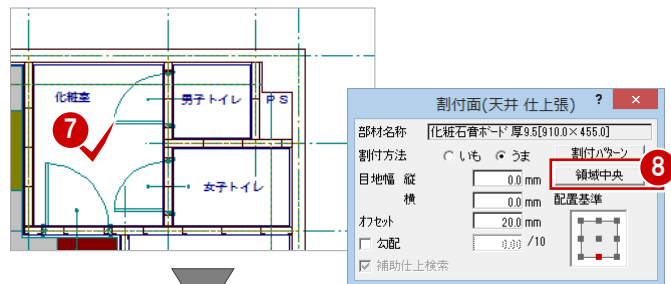 化粧室
男子トイレ
PS
7
女子トイレ
割付面(天井 仕上張) ? ×
部材名称 化粧石音ボード 厚9.5[910.0×455.0]
割付方法 いも うま 割付パターン
8
目地幅 縦 0.0 mm 領域中央
横 0.0 mm 配置基準
オフセット 20.0 mm
勾配 0.00 /10
補助仕上検索